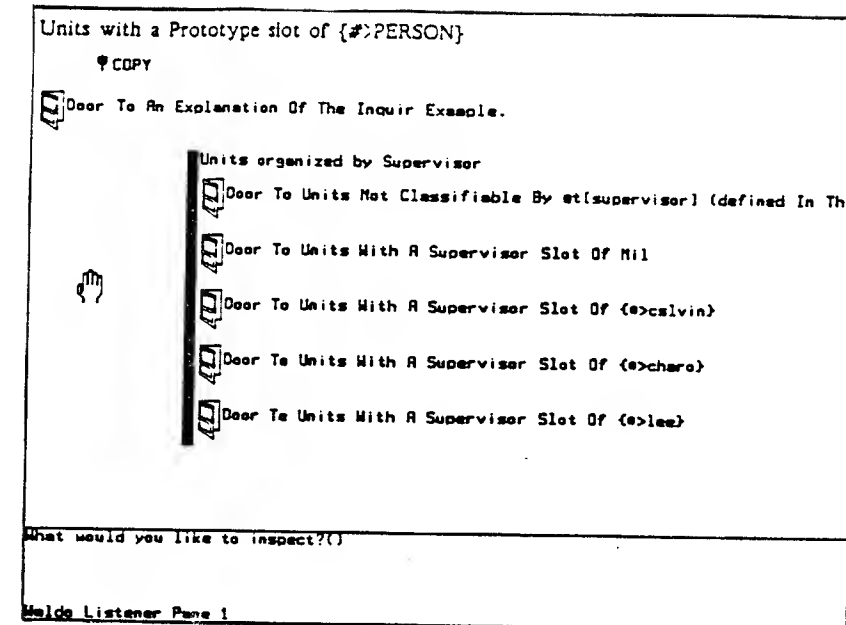 Units with a Prototype slot of {#>PERSON}
COPY
Door To An Explanation Of The Inquir Example.
Units organized by Supervisor
Door To Units Not Classifiable By @t[supervisor] (defined In Th
Door To Units With A Supervisor Slot Of Nil
Door To Units With A Supervisor Slot Of {#>calvin}
Door To Units With A Supervisor Slot Of {#>charo}
Door To Units With A Supervisor Slot Of {#>lee}
What would you like to inspect?()
Waldo Listener Pane 1